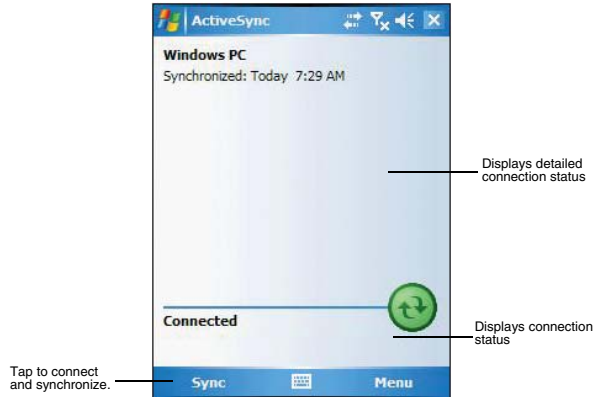 ActiveSync
Windows PC
Synchronized: Today 7:29 AM
Displays detailed
connection status
Connected
Displays connection
status
Tap to connect
and synchronize.
Sync
Menu